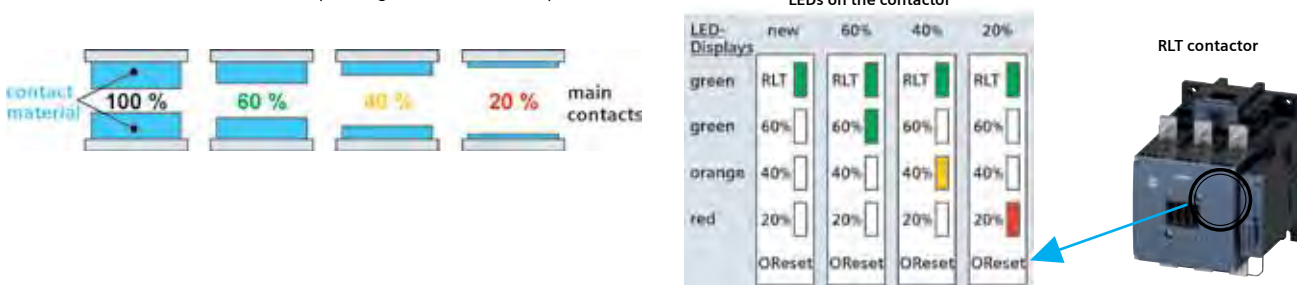 LEDs on the contactor
LED-Displays new 60% 40% 20%
green RLT RLT RLT RLT
green 60% 60% 60% 60%
orange 40% 40% 40% 40%
red 20% 20% 20% 20%
OReset OReset OReset OReset
RLT contactor
contact material
100 % 60 % 40 % 20 %
main contacts